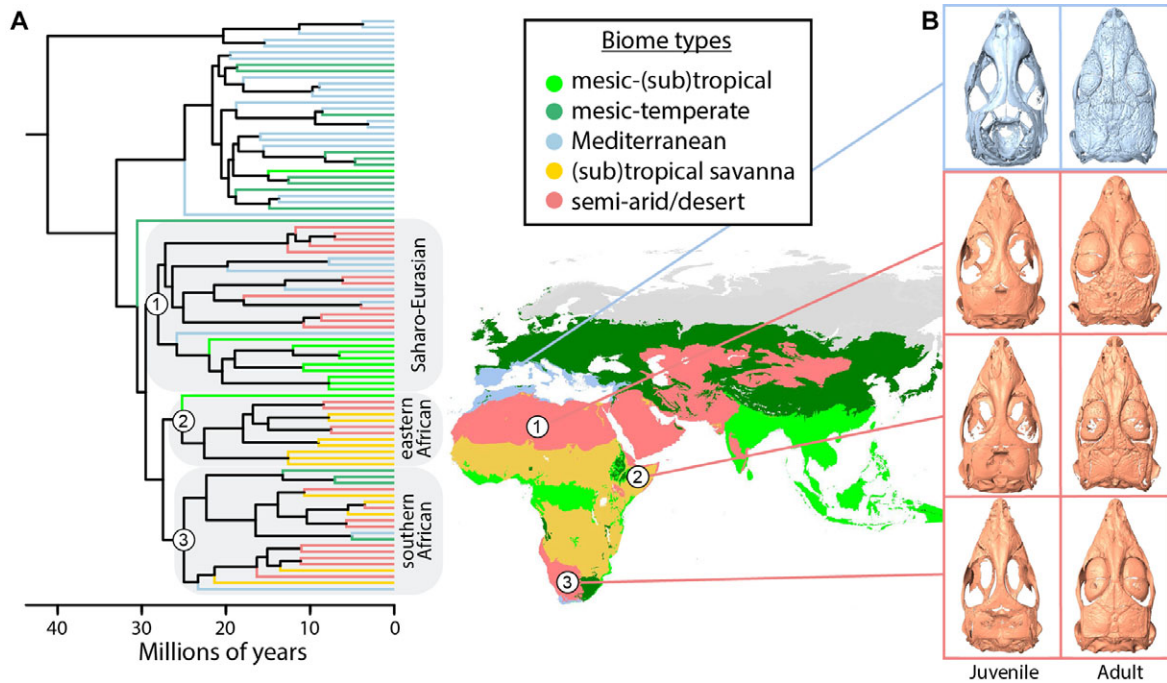 A
B
Biome types
mesic-(sub)tropical
mesic-temperate
Mediterranean
(sub)tropical savanna
semi-arid/desert
1
Saharo-Eurasian
2
eastern
African
3
southern
African
1
2
3
40
30
20
10
0
Millions of years
Juvenile
Adult